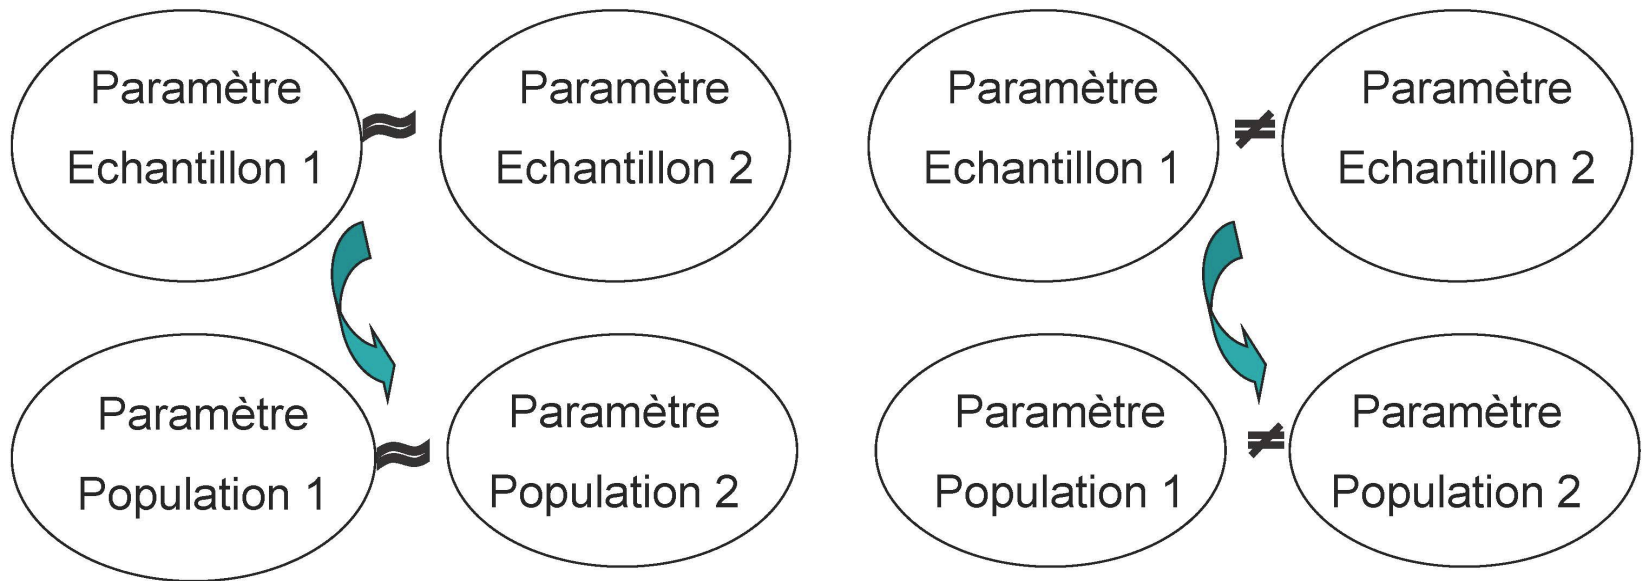 Paramètre
Echantillon 1
≈
Paramètre
Echantillon 2
Paramètre
Echantillon 1
≠
Paramètre
Echantillon 2
Paramètre
Population 1
≈
Paramètre
Population 2
Paramètre
Population 1
≠
Paramètre
Population 2